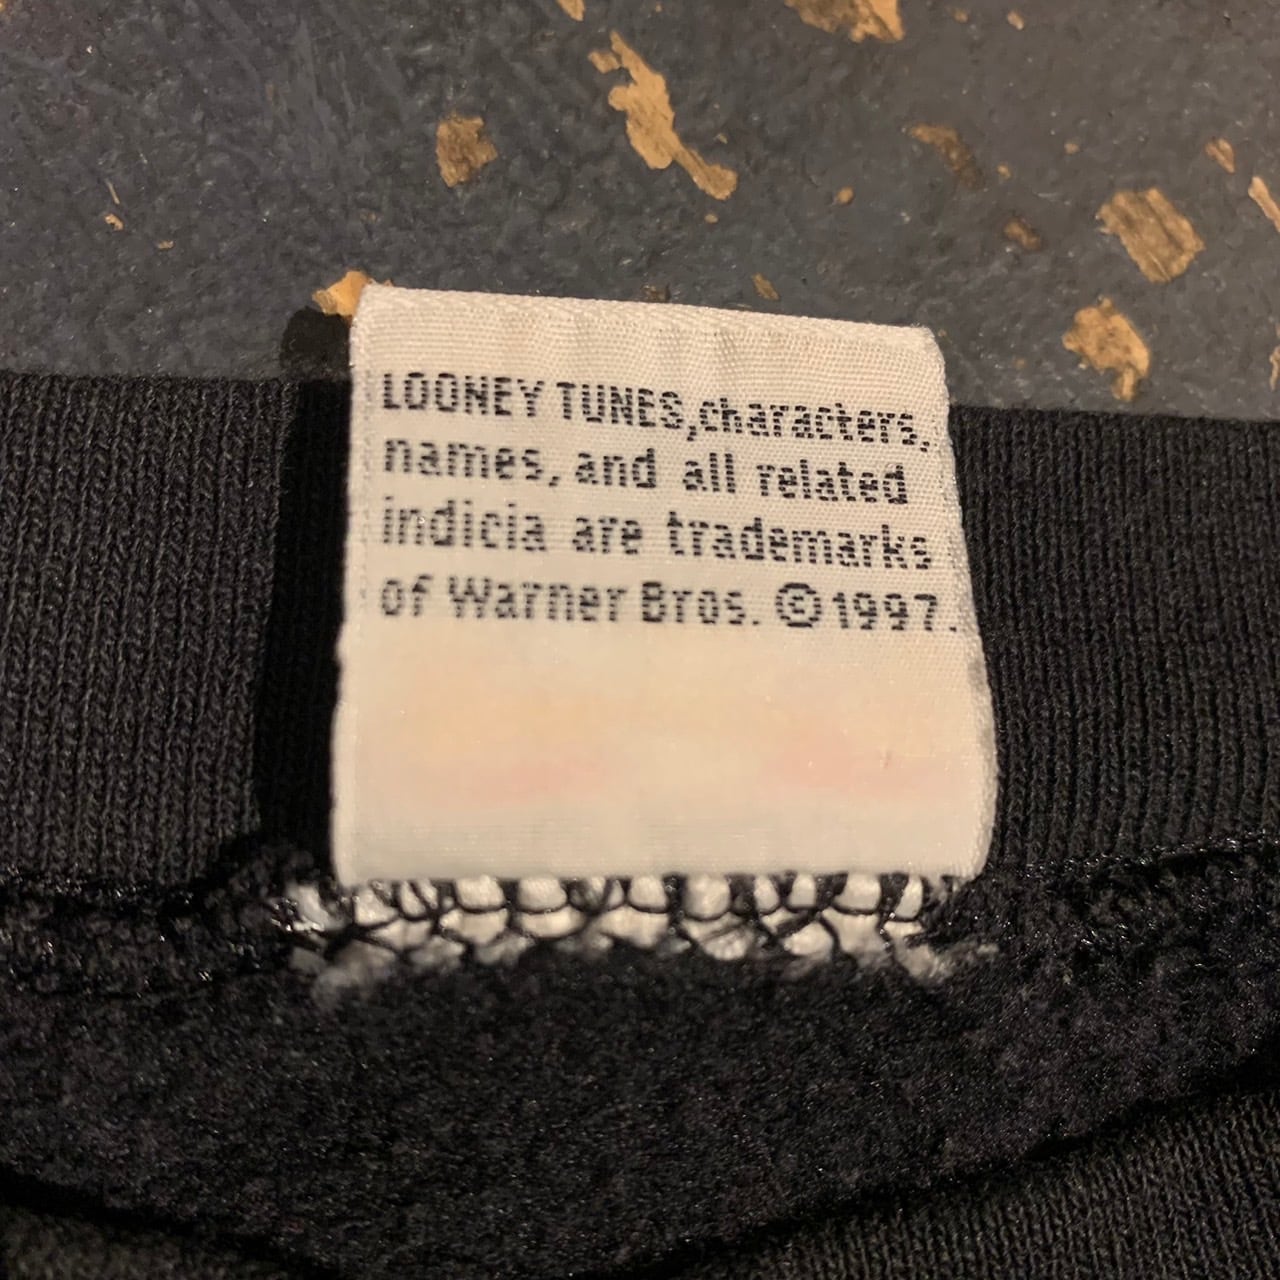 LOONEY TUNES,characters,
names, and all related
indicia are trademarks
of Warner Bros. ©1997.